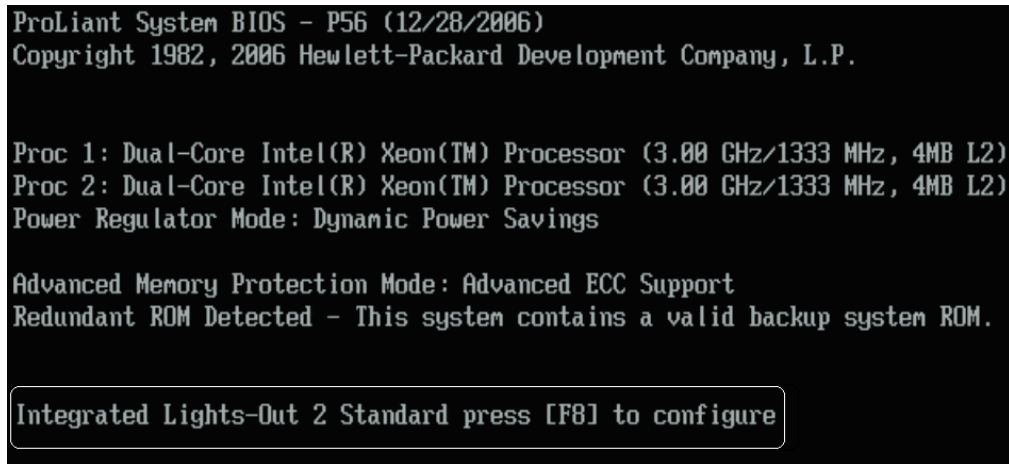 ProLiant System BIOS - P56 (12/28/2006)
Copyright 1982, 2006 Hewlett-Packard Development Company, L.P.
Proc 1: Dual-Core Intel(R) Xeon(TM) Processor (3.00 GHz/1333 MHz, 4MB L2)
Proc 2: Dual-Core Intel(R) Xeon(TM) Processor (3.00 GHz/1333 MHz, 4MB L2)
Power Regulator Mode: Dynamic Power Savings
Advanced Memory Protection Mode: Advanced ECC Support
Redundant ROM Detected - This system contains a valid backup system ROM.
Integrated Lights-Out 2 Standard press [F8] to configure